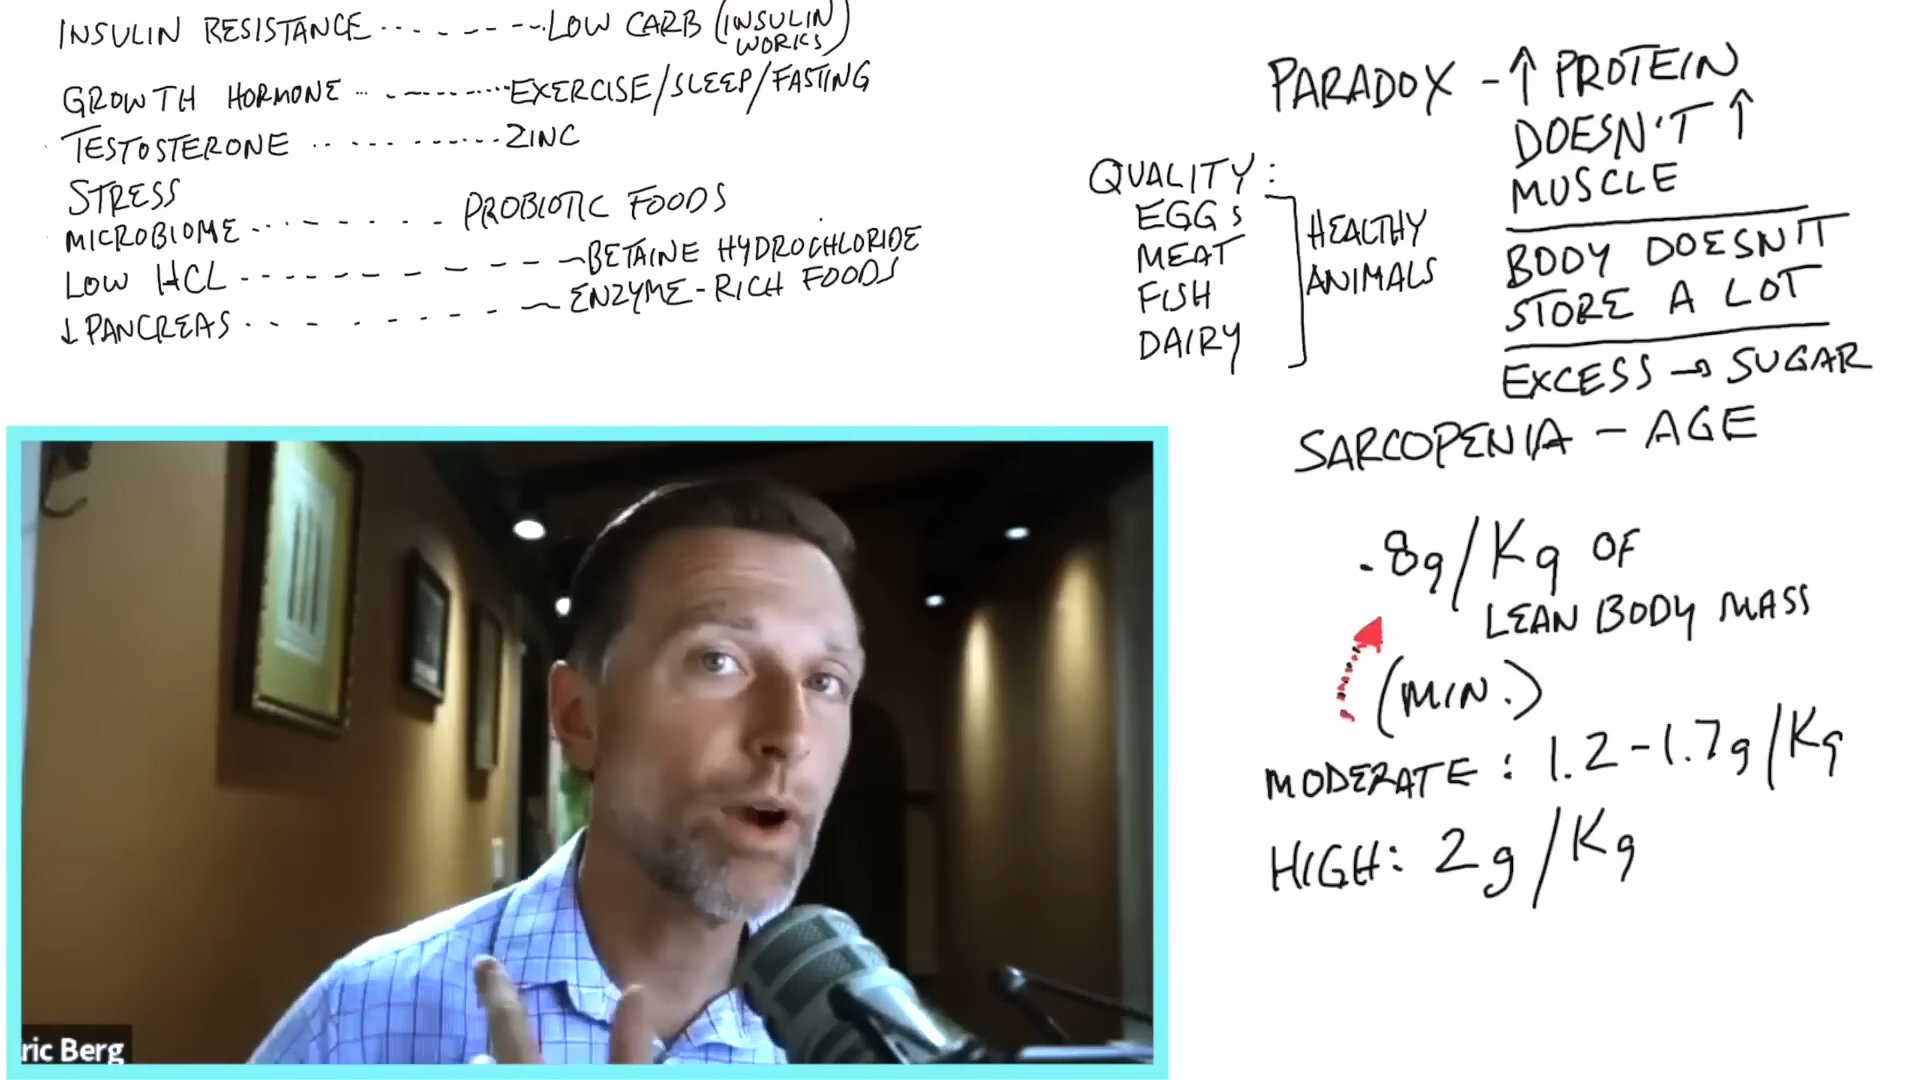 INSULIN RESISTANCE ......---LOW CARB (INSULIN WORKS)
GROWTH HORMONE ...------....EXERCISE/SLEEP/FASTING
TESTOSTERONE ............ZINC
STRESS
MICROBIOME ...-----. PROBIOTIC FOODS
LOW HCL ----------BETAINE HYDROCHLORIDE
↓PANCREAS ..-.-----ENZYME-RICH FOODS
PARADOX - ↑ PROTEIN
DOESN'T ↑
MUSCLE
BODY DOESN'T
STORE A LOT
EXCESS → SUGAR
QUALITY:
EGGS
MEAT
FISH
DAIRY
HEALTHY
ANIMALS
SARCOPENIA - AGE
.8g/Kg OF
LEAN BODY MASS
(MIN.)
MODERATE: 1.2-1.7g/Kg
HIGH: 2g/Kg
ric Berg